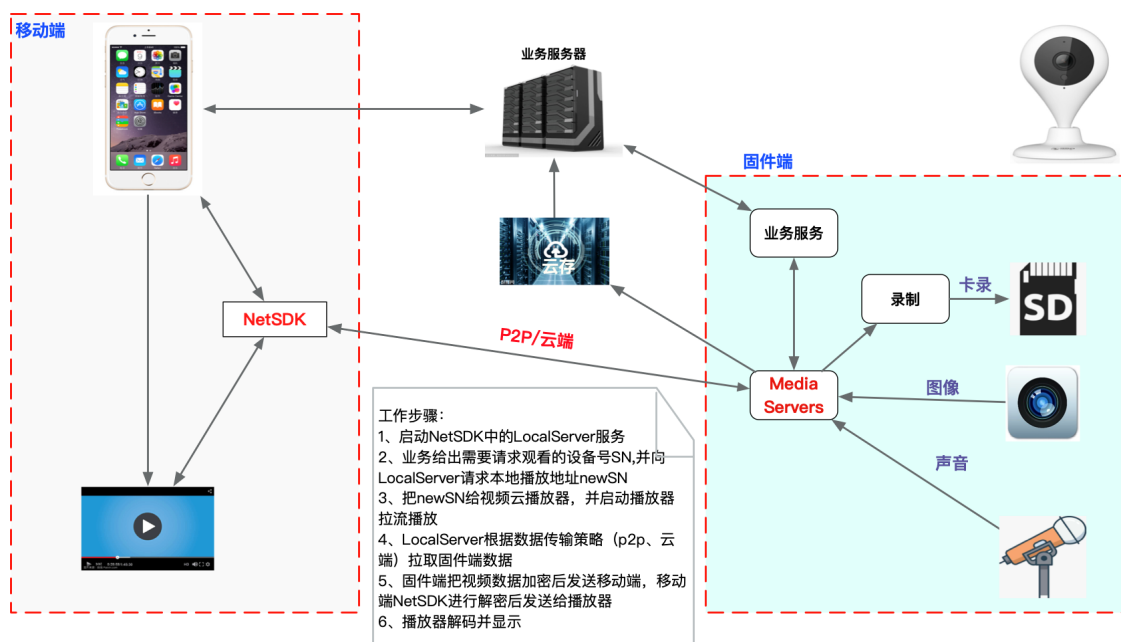 移动端
业务服务器
固件端
业务服务
云存
录制
卡录
SD
NetSDK
P2P/云端
Media
Servers
图像
声音
工作步骤：
1、启动NetSDK中的LocalServer服务
2、业务给出需要请求观看的设备号SN,并向
LocalServer请求本地播放地址newSN
3、把newSN给视频云播放器，并启动播放器
拉流播放
4、LocalServer根据数据传输策略（p2p、云
端）拉取固件端数据
5、固件端把视频数据加密后发送移动端，移动
端NetSDK进行解密后发送给播放器
6、播放器解码并显示